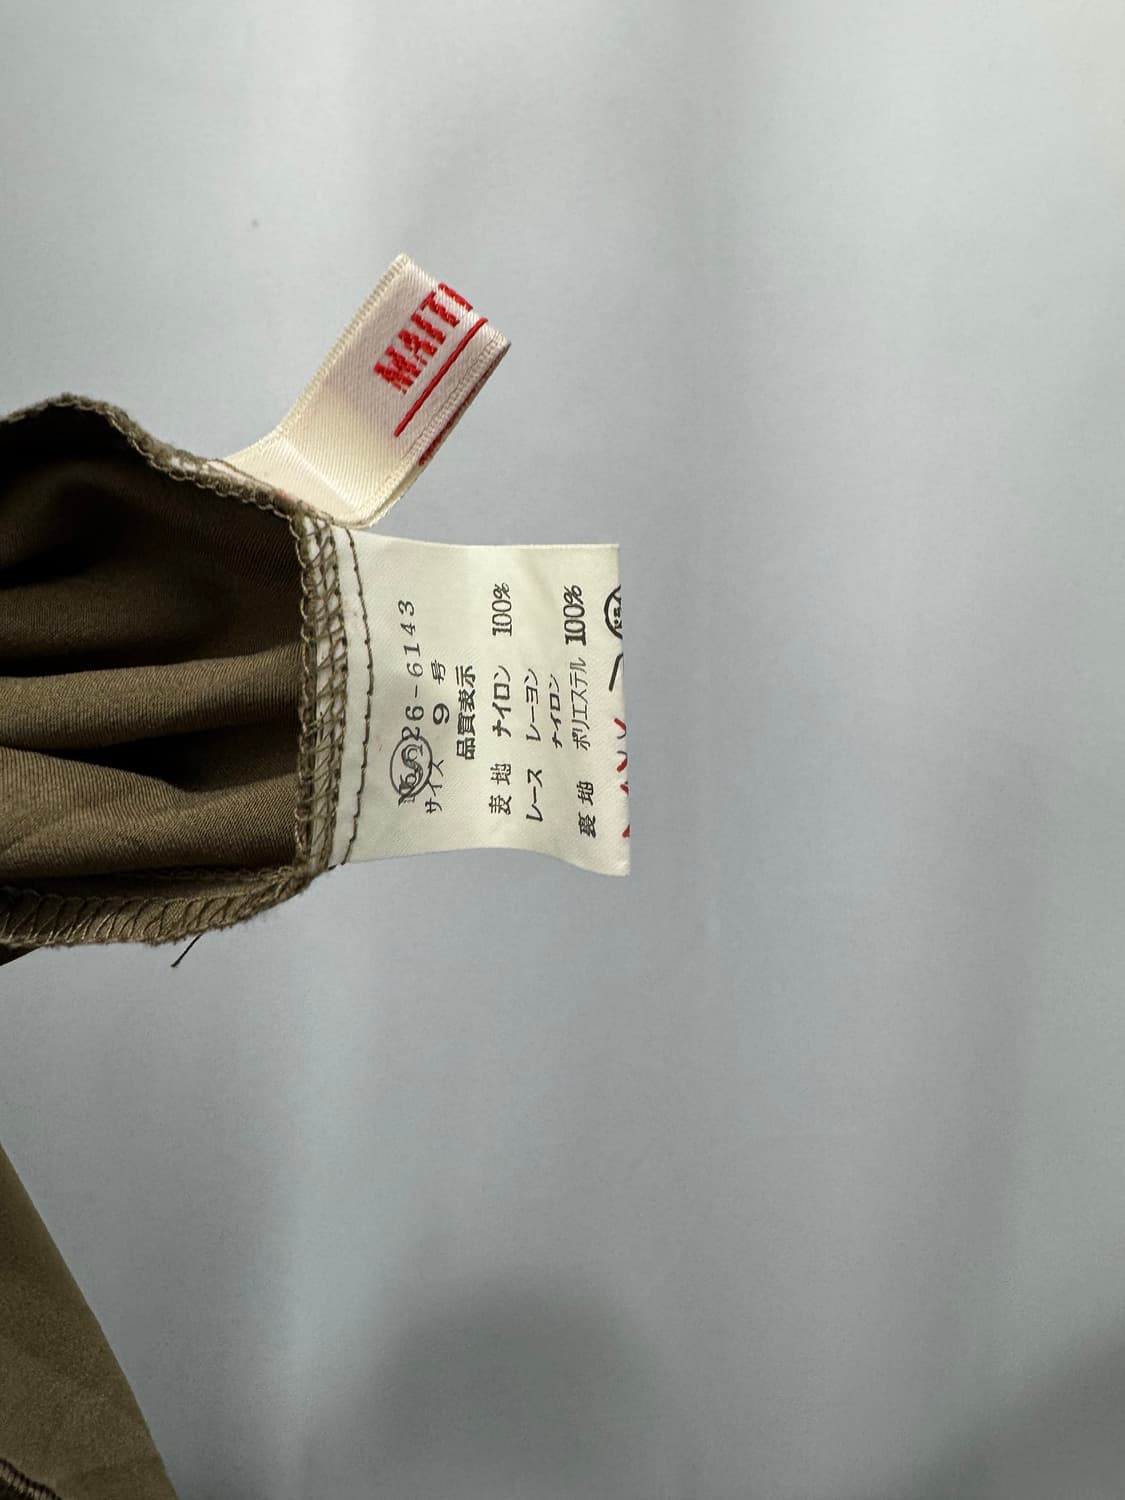 MAITI
26-6143
サイズ 9 号
品質表示
表地 ナイロン 100%
レース レーヨン
ナイロン
裏地 ポリエステル 100%